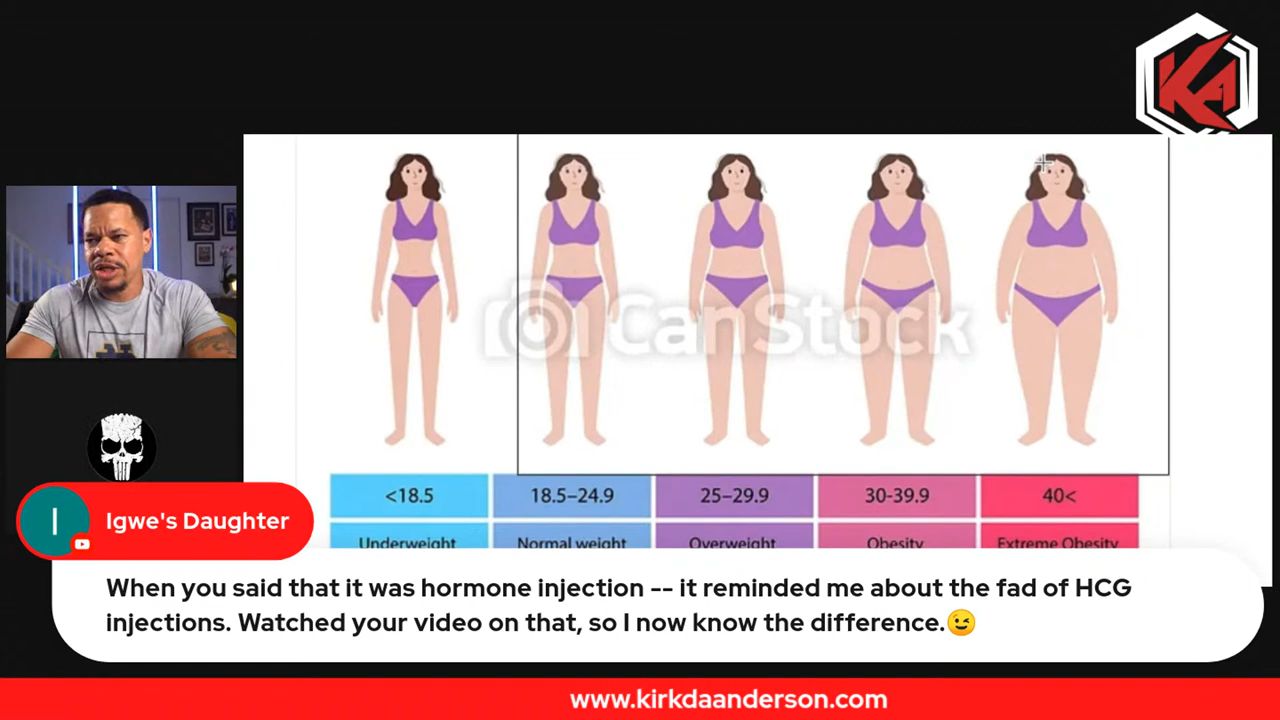 KA
CanStock
<18.5 18.5–24.9 25–29.9 30-39.9 40<
Underweight Normal weight Overweight Obesity Extreme Obesity
I Igwe's Daughter
When you said that it was hormone injection -- it reminded me about the fad of HCG
injections. Watched your video on that, so I now know the difference.😉
www.kirkdaanderson.com